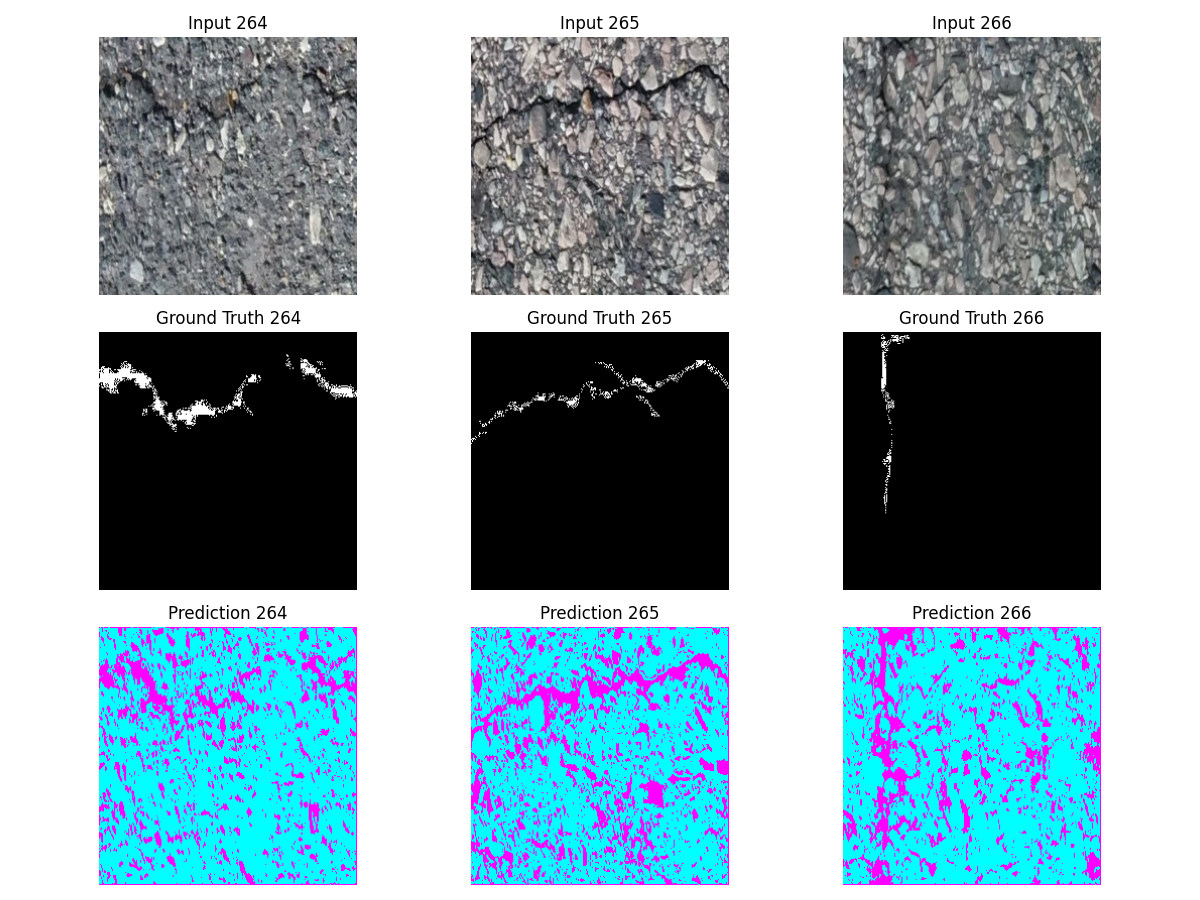 Input 264
Input 265
Input 266
Ground Truth 264
Ground Truth 265
Ground Truth 266
Prediction 264
Prediction 265
Prediction 266